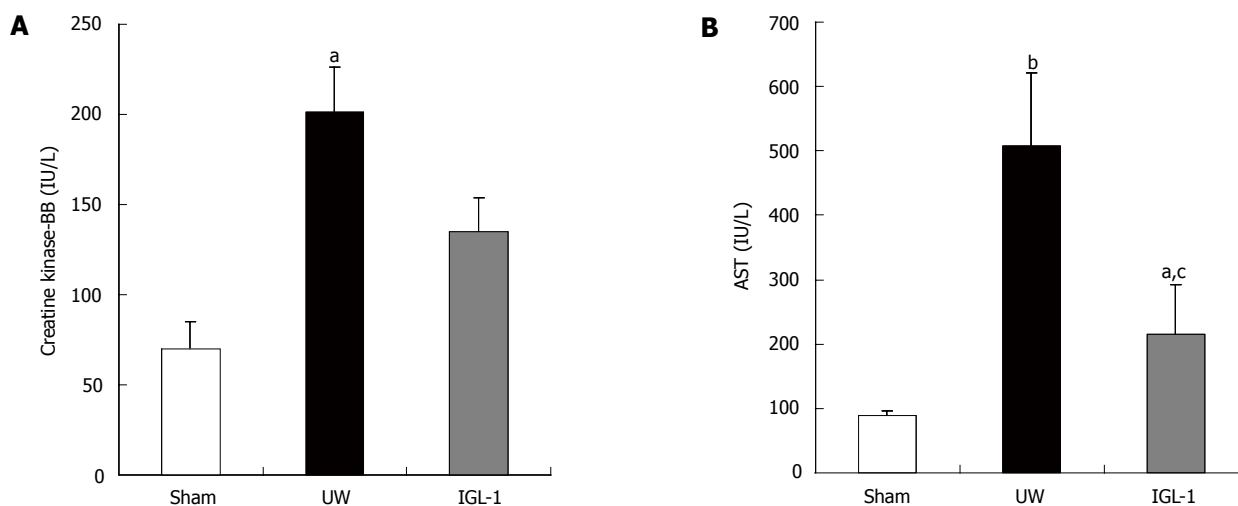 A
Creatine kinase-BB (IU/L)
250
200
150
100
50
0
a
Sham
UW
IGL-1
B
AST (IU/L)
700
600
500
400
300
200
100
0
b
a,c
Sham
UW
IGL-1